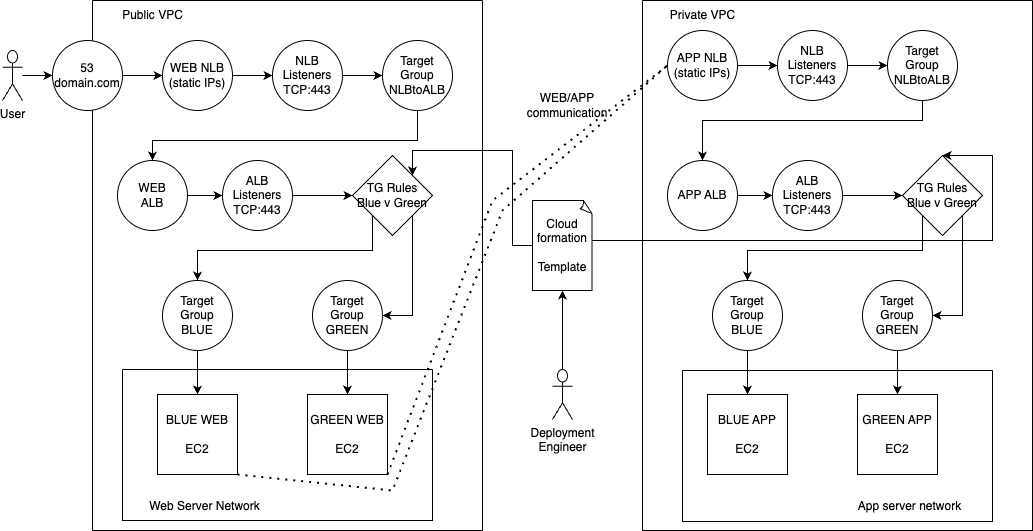 Public VPC
Private VPC
User
53
domain.com
WEB NLB
(static IPs)
NLB
Listeners
TCP:443
Target
Group
NLBtoALB
WEB/APP
communication
APP NLB
(static IPs)
NLB
Listeners
TCP:443
Target
Group
NLBtoALB
WEB
ALB
ALB
Listeners
TCP:443
TG Rules
Blue v Green
Cloud
formation
Template
APP ALB
ALB
Listeners
TCP:443
TG Rules
Blue v Green
Target
Group
BLUE
Target
Group
GREEN
Target
Group
BLUE
Target
Group
GREEN
BLUE WEB
EC2
GREEN WEB
EC2
Deployment
Engineer
BLUE APP
EC2
GREEN APP
EC2
Web Server Network
App server network